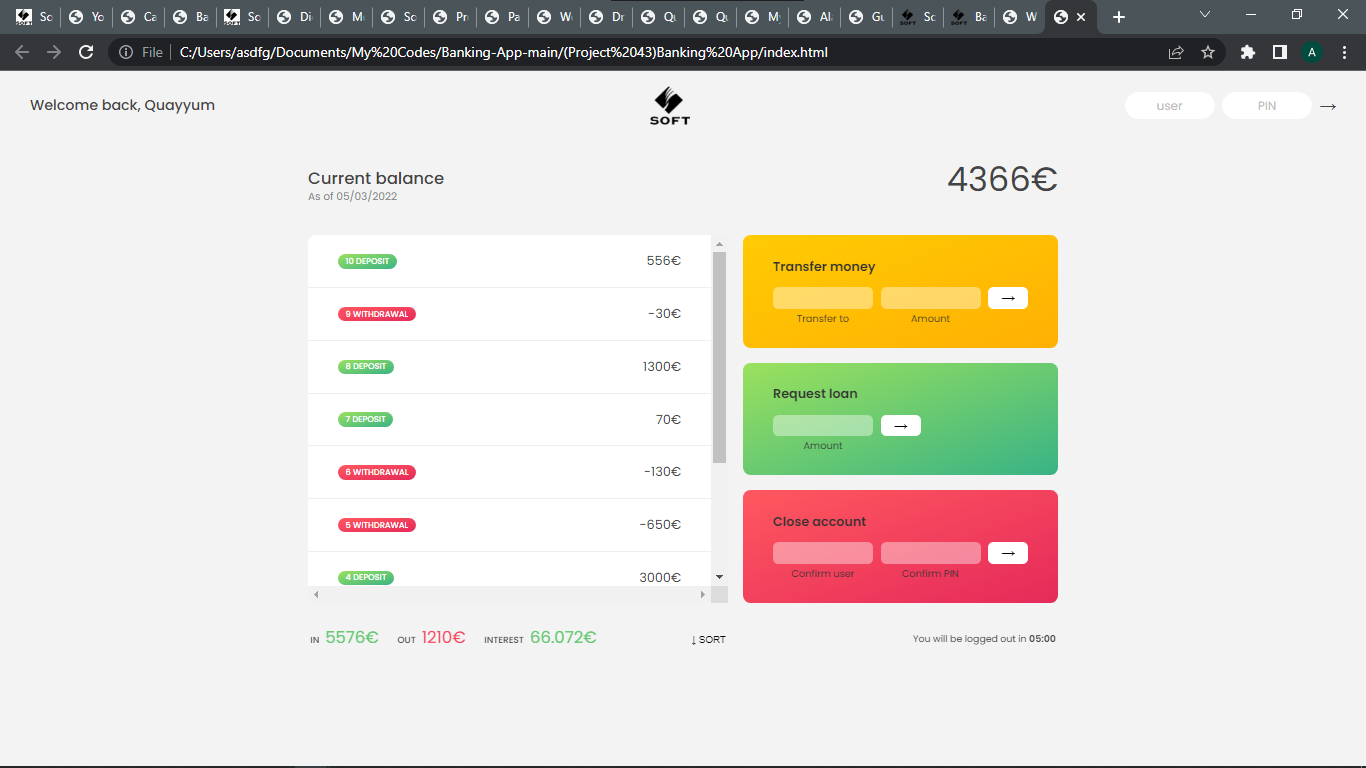 So Yo Ca Ba So Di M So Pr Pa W Dr Qu Qu My Al Gu So Ba W
File C:/Users/asdfg/Documents/My%20Codes/Banking-App-main/(Project%2043)Banking%20App/index.html A
Welcome back, Quayyum SOFT user PIN →
Current balance 4366€
As of 05/03/2022
10 DEPOSIT 556€
9 WITHDRAWAL -30€
8 DEPOSIT 1300€
7 DEPOSIT 70€
6 WITHDRAWAL -130€
5 WITHDRAWAL -650€
4 DEPOSIT 3000€
Transfer money
→
Transfer to Amount
Request loan
→
Amount
Close account
→
Confirm user Confirm PIN
IN 5576€ OUT 1210€ INTEREST 66.072€ ↓ SORT You will be logged out in 05:00